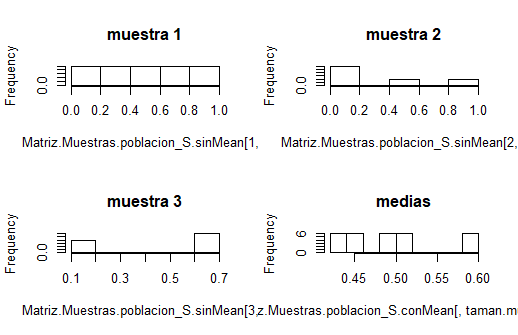 muestra 1
muestra 2
Frequency
0.0
0.0 0.2 0.4 0.6 0.8 1.0
Matriz.Muestras.poblacion_S.sinMean[1,
Frequency
0.0
0.0 0.2 0.4 0.6 0.8 1.0
Matriz.Muestras.poblacion_S.sinMean[2,
muestra 3
medias
Frequency
0.0
0.1 0.3 0.5 0.7
Matriz.Muestras.poblacion_S.sinMean[3,
Frequency
0 6
0.45 0.50 0.55 0.60
z.Muestras.poblacion_S.conMean[, taman.m